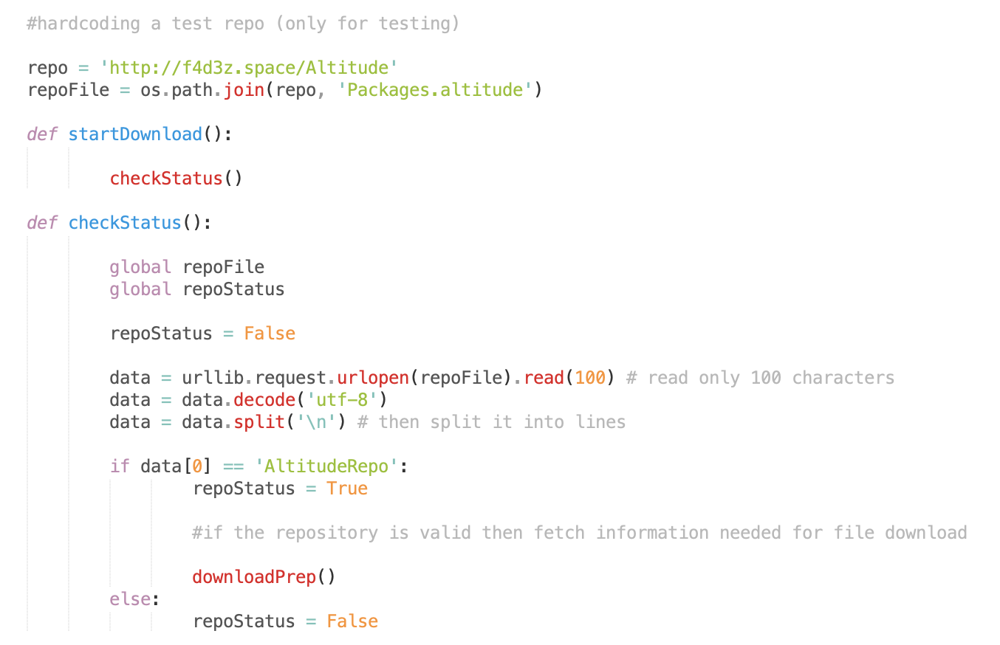 #hardcoding a test repo (only for testing)
repo = 'http://f4d3z.space/Altitude'
repoFile = os.path.join(repo, 'Packages.altitude')
def startDownload():
checkStatus()
def checkStatus():
global repoFile
global repoStatus
repoStatus = False
data = urllib.request.urlopen(repoFile).read(100) # read only 100 characters
data = data.decode('utf-8')
data = data.split('\n') # then split it into lines
if data[0] == 'AltitudeRepo':
repoStatus = True
#if the repository is valid then fetch information needed for file download
downloadPrep()
else:
repoStatus = False